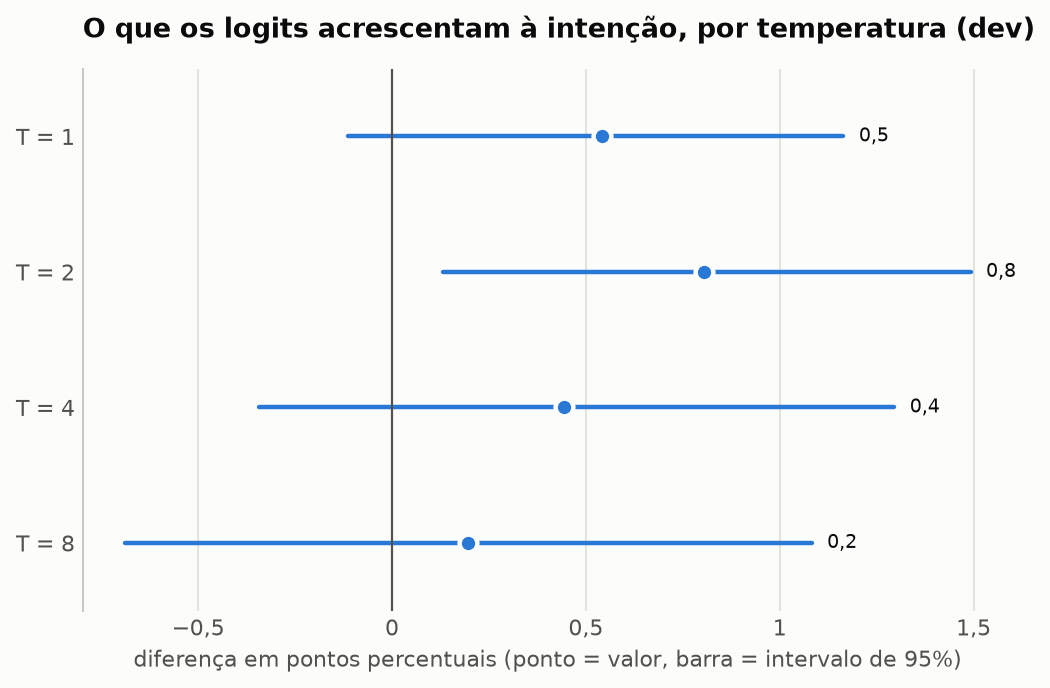 O que os logits acrescentam à intenção, por temperatura (dev)
T = 1
0,5
T = 2
0,8
T = 4
0,4
T = 8
0,2
−0,5
0
0,5
1
1,5
diferença em pontos percentuais (ponto = valor, barra = intervalo de 95%)